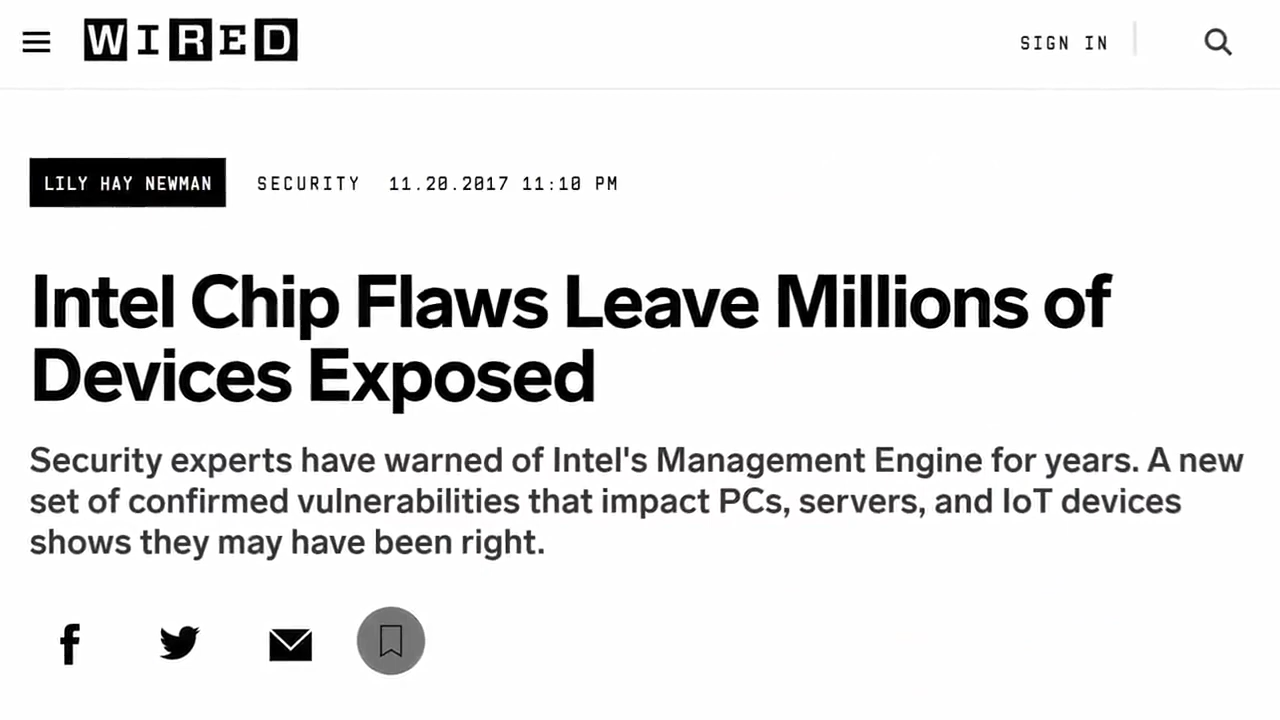 WIRED
SIGN IN
LILY HAY NEWMAN SECURITY 11.20.2017 11:10 PM
Intel Chip Flaws Leave Millions of
Devices Exposed
Security experts have warned of Intel's Management Engine for years. A new
set of confirmed vulnerabilities that impact PCs, servers, and IoT devices
shows they may have been right.